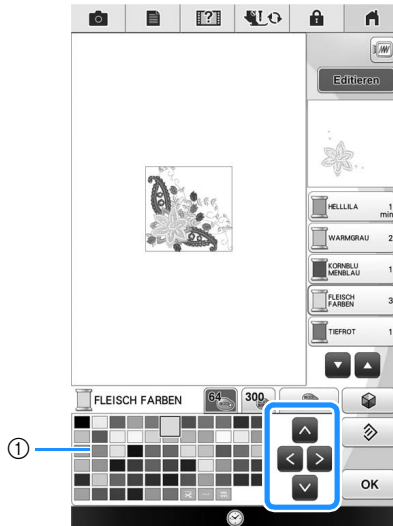 Editieren
HELLLILA 1
min
WARMGRAU 2
KORNBLU
MENBLAU 1
FLEISCH
FARBEN 3
TIEFROT 1
FLEISCH FARBEN 64 300
①
OK